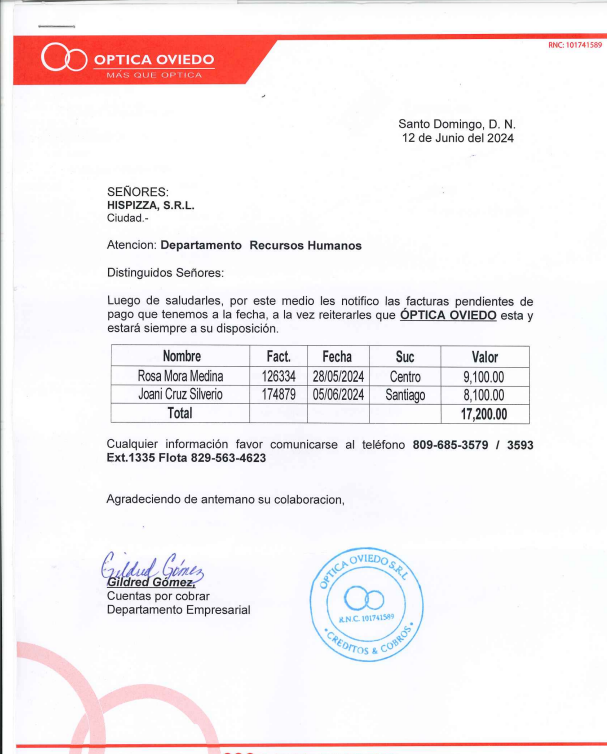 OPTICA OVIEDO
MÁS QUE OPTICA
RNC: 101741589
Santo Domingo, D. N.
12 de Junio del 2024
SEÑORES:
HISPIZZA, S.R.L.
Ciudad.-
Atencion: Departamento Recursos Humanos
Distinguidos Señores:
Luego de saludarles, por este medio les notifico las facturas pendientes de
pago que tenemos a la fecha, a la vez reiterarles que ÓPTICA OVIEDO esta y
estará siempre a su disposición.
Nombre Fact. Fecha Suc Valor
Rosa Mora Medina 126334 28/05/2024 Centro 9,100.00
Joani Cruz Silverio 174879 05/06/2024 Santiago 8,100.00
Total 17,200.00
Cualquier información favor comunicarse al teléfono 809-685-3579 / 3593
Ext.1335 Flota 829-563-4623
Agradeciendo de antemano su colaboracion,
Gildred Gómez
Gildred Gómez,
Cuentas por cobrar
Departamento Empresarial
OPTICA OVIEDO S.R.L
R.N.C. 101741589
• CREDITOS & COBROS •